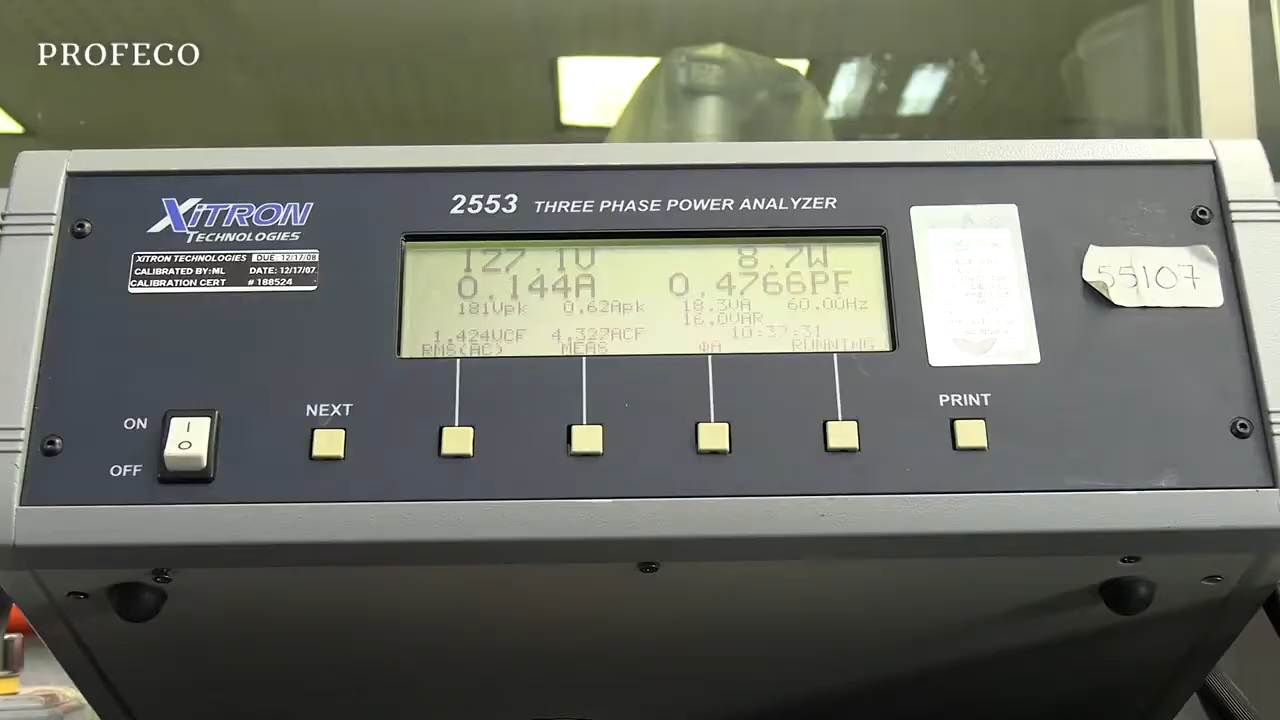 PROFECO
XiTRON
TECHNOLOGIES
2553 THREE PHASE POWER ANALYZER
XITRON TECHNOLOGIES DUE: 12/17/08
CALIBRATED BY:ML DATE: 12/17/07
CALIBRATION CERT # 188524
127.1V 8.7W
0.144A 0.4766PF
181Vpk 0.62Apk 18.3VA 60.00Hz
16.0VAR
1.424VCF 4.327ACF 10:37:31
RMS(AC) MEAS ΦA RUNNING
55107
ON
OFF
I
O
NEXT
PRINT